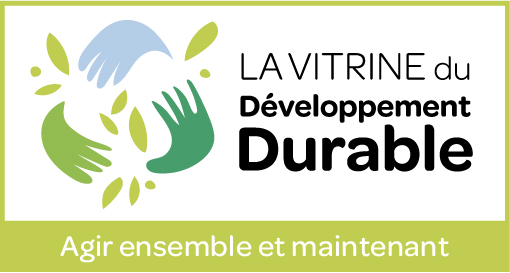 LA VITRINE du
Développement
Durable
Agir ensemble et maintenant